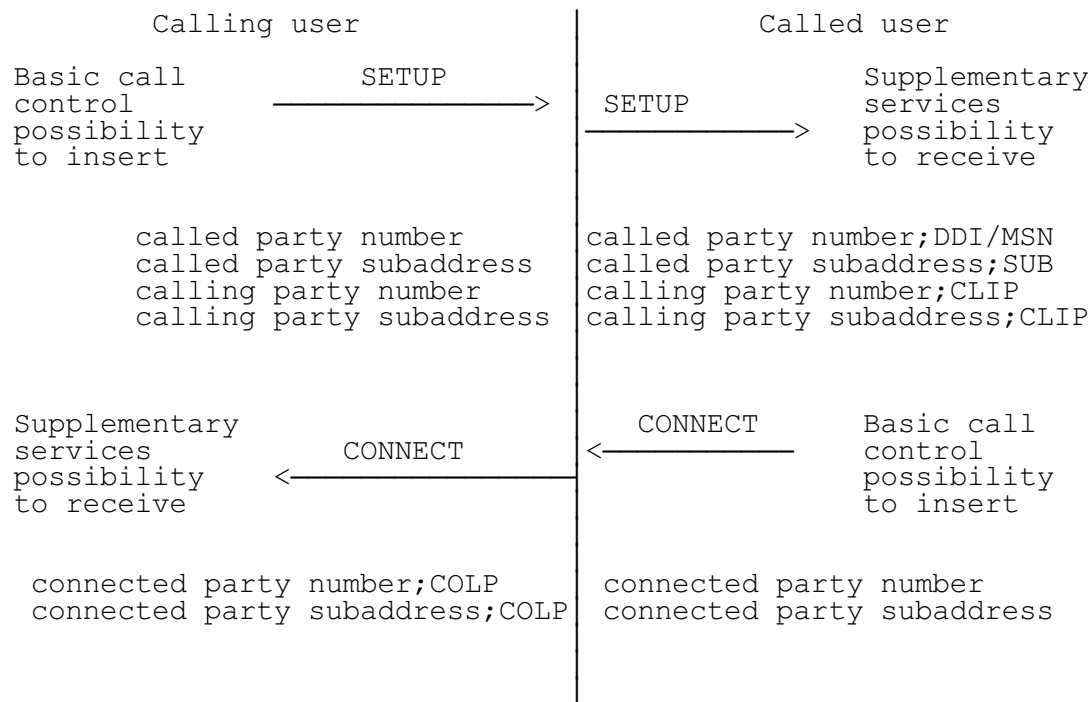 Calling user
Called user
Basic call
control
possibility
to insert
SETUP
SETUP
Supplementary
services
possibility
to receive
called party number
called party subaddress
calling party number
calling party subaddress
called party number;DDI/MSN
called party subaddress;SUB
calling party number;CLIP
calling party subaddress;CLIP
Supplementary
services
possibility
to receive
CONNECT
CONNECT
Basic call
control
possibility
to insert
connected party number;COLP
connected party subaddress;COLP
connected party number
connected party subaddress